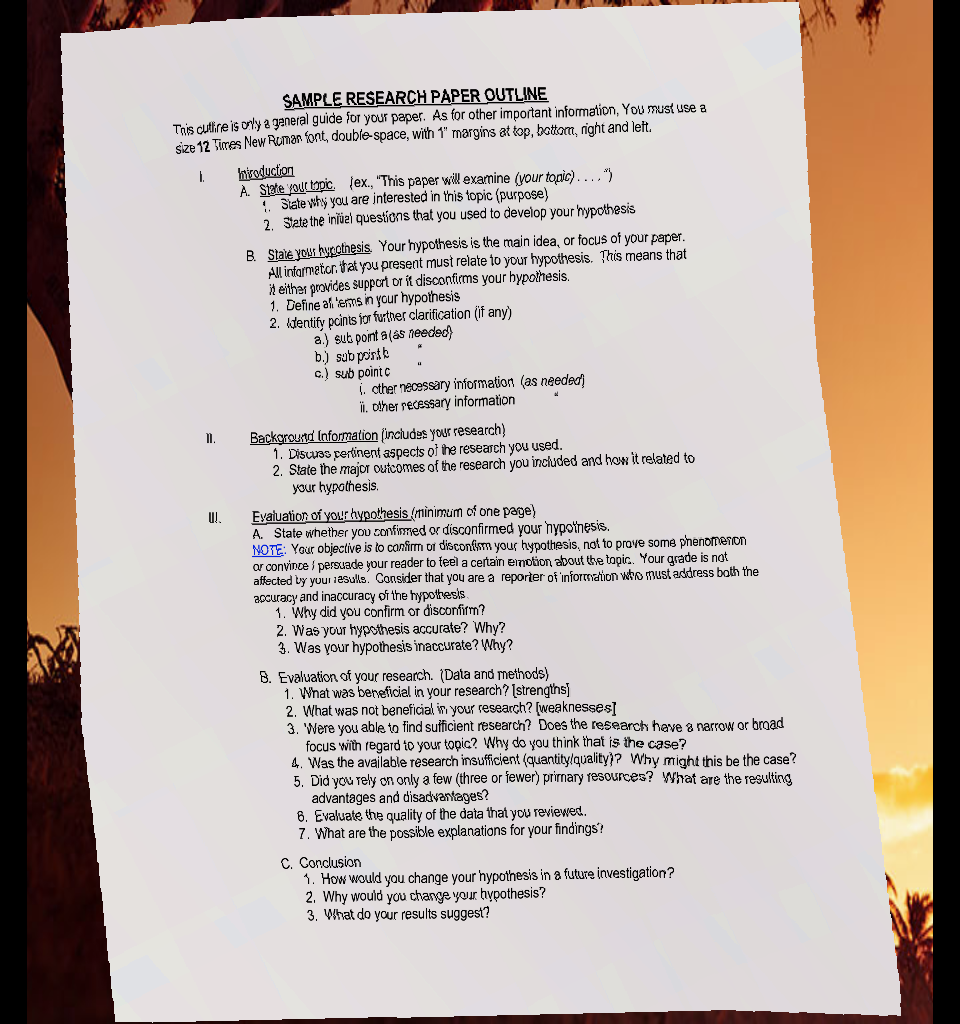 SAMPLE RESEARCH PAPER OUTLINE
This outline is only a general guide for your paper. As for other important information, You must use a
size 12 Times New Roman font, double-space, with 1" margins at top, bottom, right and left.
I. Introduction
A. State your topic. (ex., "This paper will examine (your topic) . . . . ")
1. State why you are interested in this topic (purpose)
2. State the initial questions that you used to develop your hypothesis
B. State your hypothesis. Your hypothesis is the main idea, or focus of your paper.
All information that you present must relate to your hypothesis. This means that
it either provides support or it disconfirms your hypothesis.
1. Define all terms in your hypothesis
2. Identify points for further clarification (if any)
a.) sub point a (as needed)
b.) sub point b "
c.) sub point c "
i. other necessary information (as needed)
ii. other necessary information "
II. Background Information (includes your research)
1. Discuss pertinent aspects of the research you used.
2. State the major outcomes of the research you included and how it related to
your hypothesis.
III. Evaluation of your hypothesis (minimum of one page)
A. State whether you confirmed or disconfirmed your hypothesis.
NOTE: Your objective is to confirm or disconfirm your hypothesis, not to prove some phenomenon
or convince / persuade your reader to feel a certain emotion about the topic. Your grade is not
affected by your results. Consider that you are a reporter of information who must address both the
accuracy and inaccuracy of the hypothesis.
1. Why did you confirm or disconfirm?
2. Was your hypothesis accurate? Why?
3. Was your hypothesis inaccurate? Why?
B. Evaluation of your research. (Data and methods)
1. What was beneficial in your research? [strengths]
2. What was not beneficial in your research? [weaknesses]
3. Were you able to find sufficient research? Does the research have a narrow or broad
focus with regard to your topic? Why do you think that is the case?
4. Was the available research insufficient (quantity/quality)? Why might this be the case?
5. Did you rely on only a few (three or fewer) primary resources? What are the resulting
advantages and disadvantages?
6. Evaluate the quality of the data that you reviewed.
7. What are the possible explanations for your findings?
C. Conclusion
1. How would you change your hypothesis in a future investigation?
2. Why would you change your hypothesis?
3. What do your results suggest?